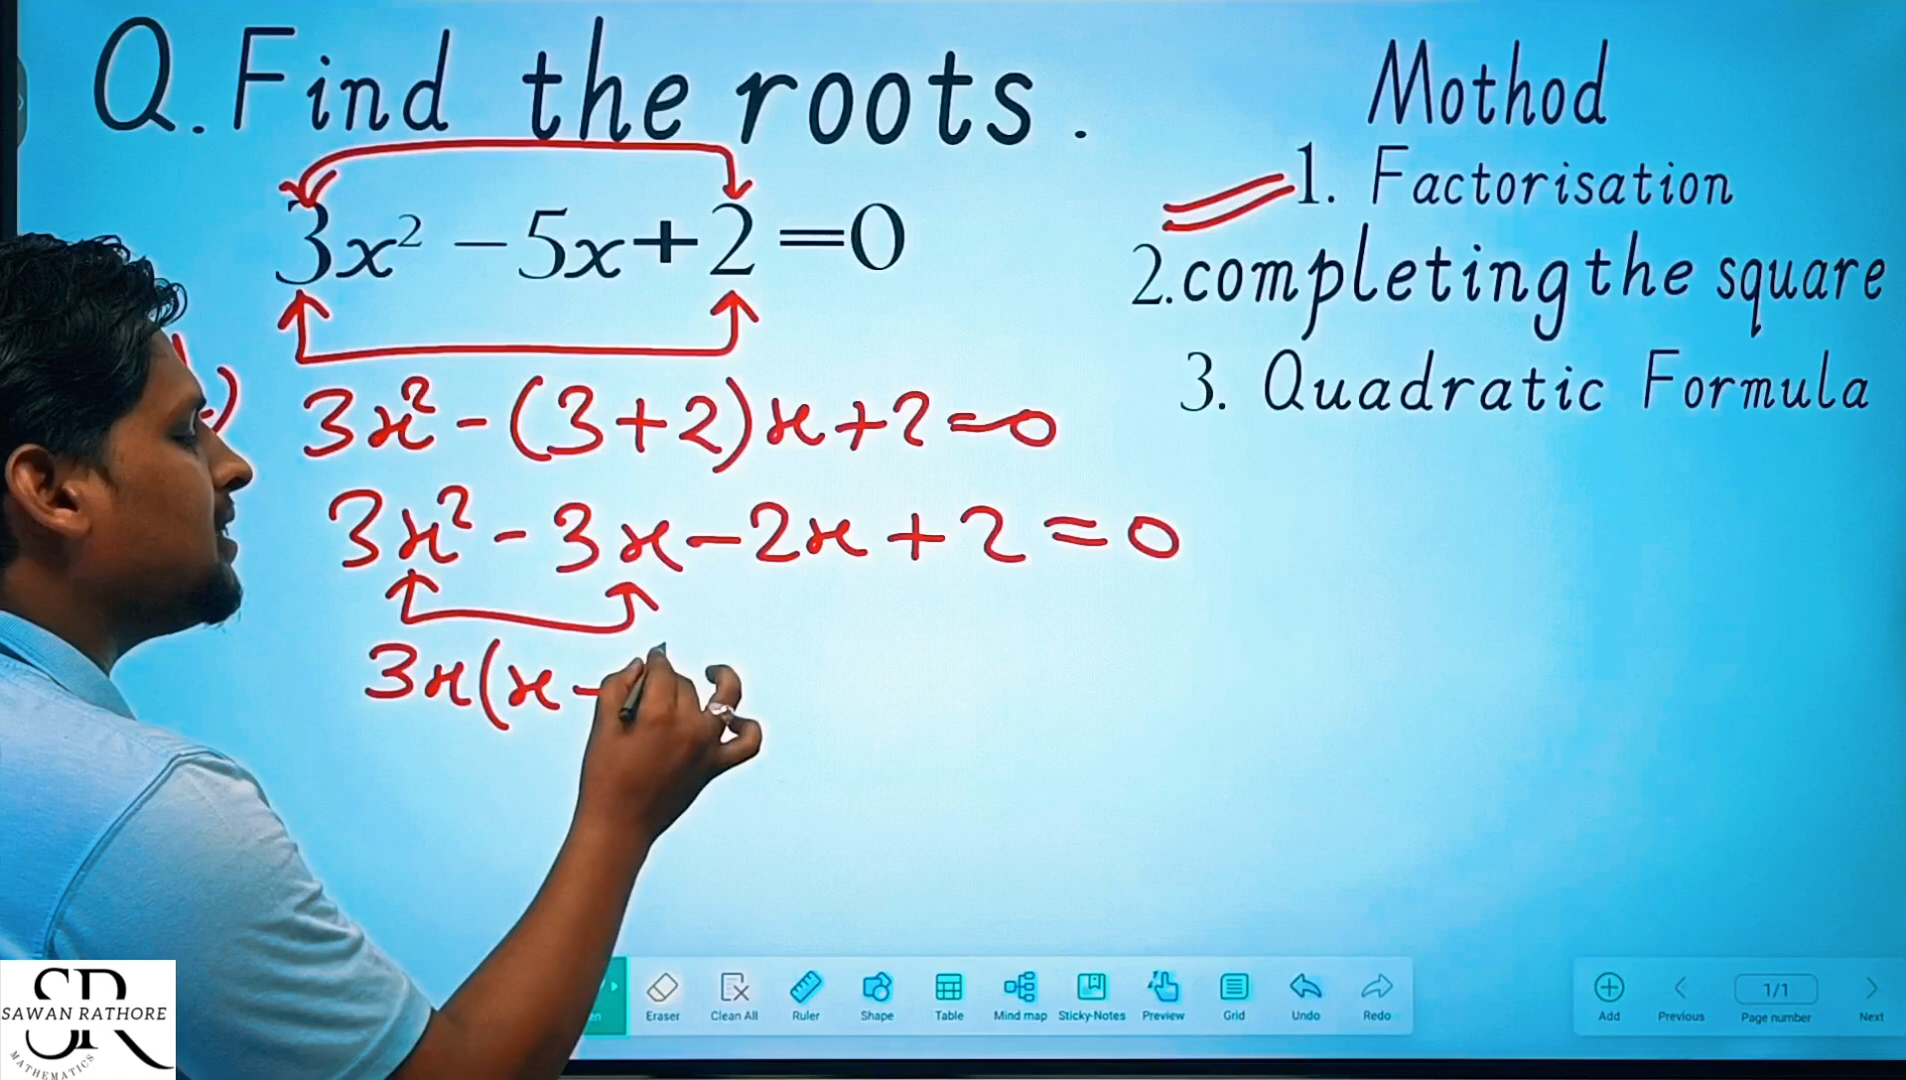 Q. Find the roots.
3x² – 5x + 2 = 0
3x² - (3+2)x + 2 = 0
3x² - 3x - 2x + 2 = 0
3x(x -
Mothod
1. Factorisation
2. completing the square
3. Quadratic Formula
Eraser Clean All Ruler Shape Table Mind map Sticky-Notes Preview Grid Undo Redo
Add Previous 1/1 Page number Next
SR
SAWAN RATHORE
MATHEMATICS